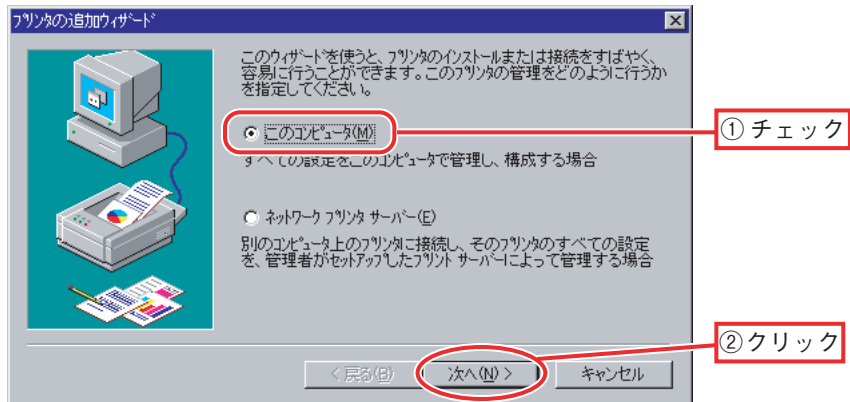 プリンタの追加ウィザード
このウィザードを使うと、プリンタのインストールまたは接続をすばやく、
容易に行うことができます。このプリンタの管理をどのように行うか
を指定してください。
このコンピュータ(M)
① チェック
すべての設定をこのコンピュータで管理し、構成する場合
ネットワーク プリンタ サーバー(E)
別のコンピュータ上のプリンタに接続し、そのプリンタのすべての設定
を、管理者がセットアップしたプリント サーバーによって管理する場合
②クリック
< 戻る(B)
次へ(N) >
キャンセル